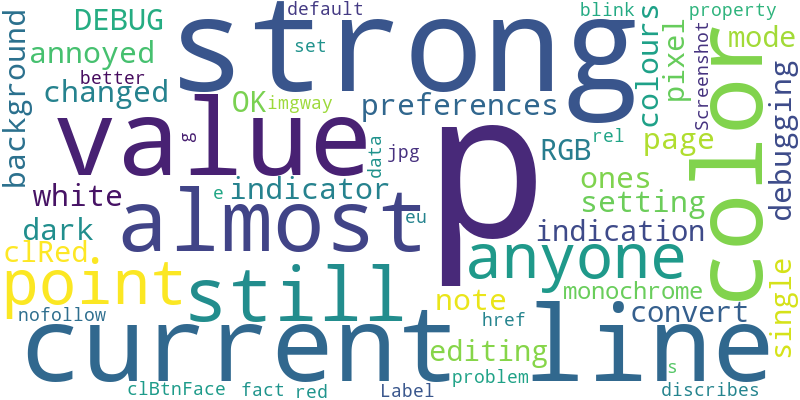 default
blink
property
DEBUG
strong
colours
pixel
Screenshot
mode
background
annoyed
set
better
changed
OK
imgway
preferences
color
debugging
value
g
data
jpg
RGB
rel
page
p
white
almost
e
indicator
eu
ones
setting
dark
indication
clRed
point
still
anyone
note
monochrome
convert
single
nofollow
current line
href
editing
problem
s
clBtnFace
fact
red
Label
discribes